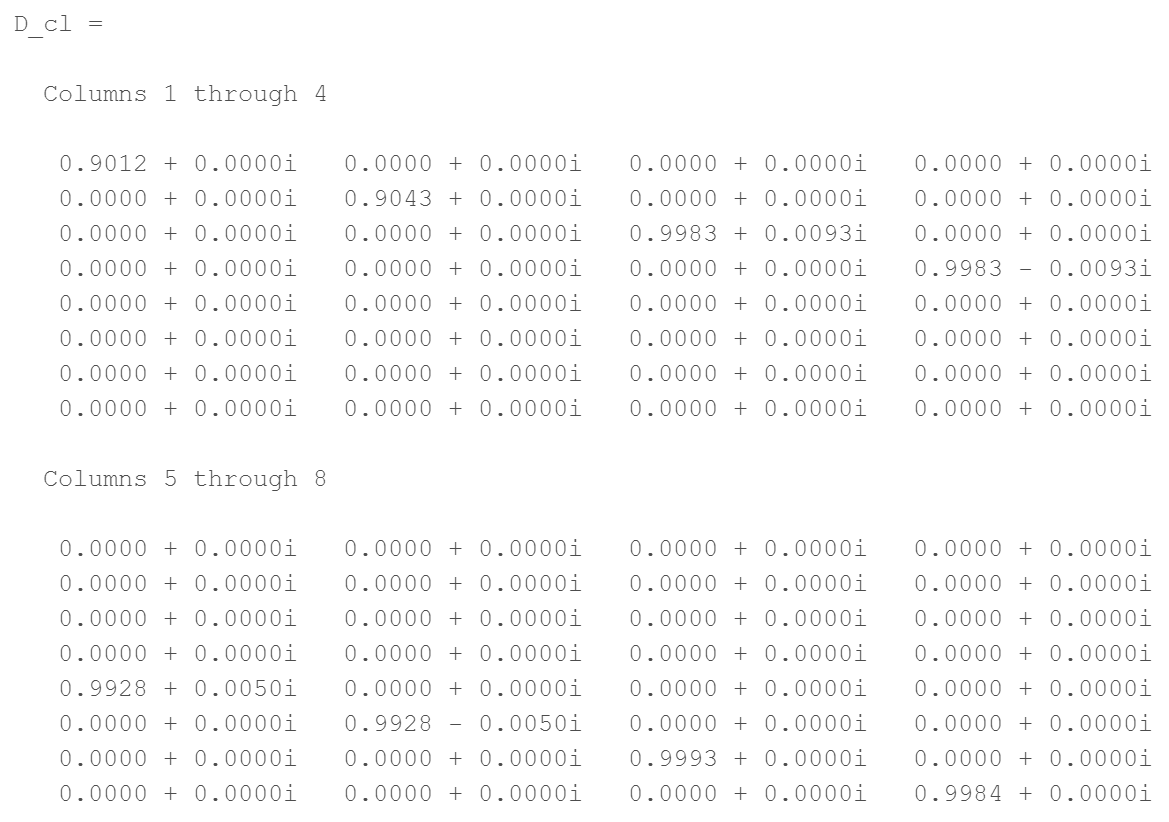 D_cl =
Columns 1 through 4
0.9012 + 0.0000i   0.0000 + 0.0000i   0.0000 + 0.0000i   0.0000 + 0.0000i
0.0000 + 0.0000i   0.9043 + 0.0000i   0.0000 + 0.0000i   0.0000 + 0.0000i
0.0000 + 0.0000i   0.0000 + 0.0000i   0.9983 + 0.0093i   0.0000 + 0.0000i
0.0000 + 0.0000i   0.0000 + 0.0000i   0.0000 + 0.0000i   0.9983 - 0.0093i
0.0000 + 0.0000i   0.0000 + 0.0000i   0.0000 + 0.0000i   0.0000 + 0.0000i
0.0000 + 0.0000i   0.0000 + 0.0000i   0.0000 + 0.0000i   0.0000 + 0.0000i
0.0000 + 0.0000i   0.0000 + 0.0000i   0.0000 + 0.0000i   0.0000 + 0.0000i
0.0000 + 0.0000i   0.0000 + 0.0000i   0.0000 + 0.0000i   0.0000 + 0.0000i
Columns 5 through 8
0.0000 + 0.0000i   0.0000 + 0.0000i   0.0000 + 0.0000i   0.0000 + 0.0000i
0.0000 + 0.0000i   0.0000 + 0.0000i   0.0000 + 0.0000i   0.0000 + 0.0000i
0.0000 + 0.0000i   0.0000 + 0.0000i   0.0000 + 0.0000i   0.0000 + 0.0000i
0.0000 + 0.0000i   0.0000 + 0.0000i   0.0000 + 0.0000i   0.0000 + 0.0000i
0.9928 + 0.0050i   0.0000 + 0.0000i   0.0000 + 0.0000i   0.0000 + 0.0000i
0.0000 + 0.0000i   0.9928 - 0.0050i   0.0000 + 0.0000i   0.0000 + 0.0000i
0.0000 + 0.0000i   0.0000 + 0.0000i   0.9993 + 0.0000i   0.0000 + 0.0000i
0.0000 + 0.0000i   0.0000 + 0.0000i   0.0000 + 0.0000i   0.9984 + 0.0000i